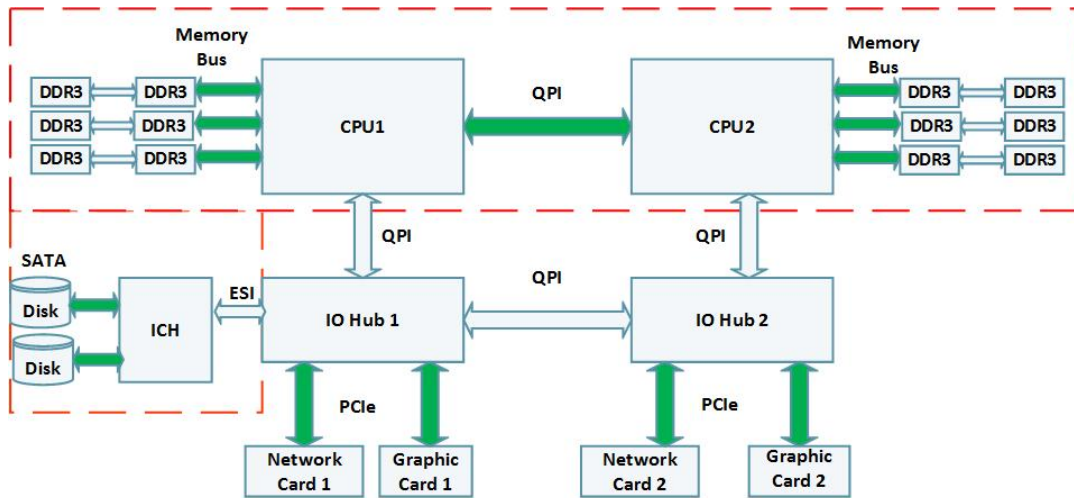 Memory
Bus
Memory
Bus
DDR3 DDR3 DDR3 DDR3
QPI
DDR3 DDR3 CPU1 CPU2 DDR3 DDR3
DDR3 DDR3 DDR3 DDR3
QPI QPI
SATA
QPI
ESI
Disk
ICH IO Hub 1 IO Hub 2
Disk
PCIe PCIe
Network
Card 1
Graphic
Card 1
Network
Card 2
Graphic
Card 2